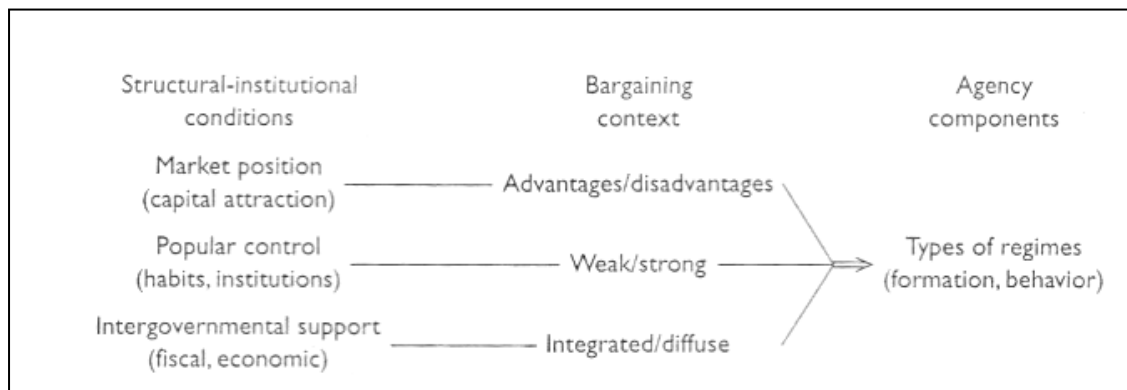 Structural-institutional
conditions
Bargaining
context
Agency
components
Market position
(capital attraction)
Advantages/disadvantages
Popular control
(habits, institutions)
Weak/strong
Types of regimes
(formation, behavior)
Intergovernmental support
(fiscal, economic)
Integrated/diffuse